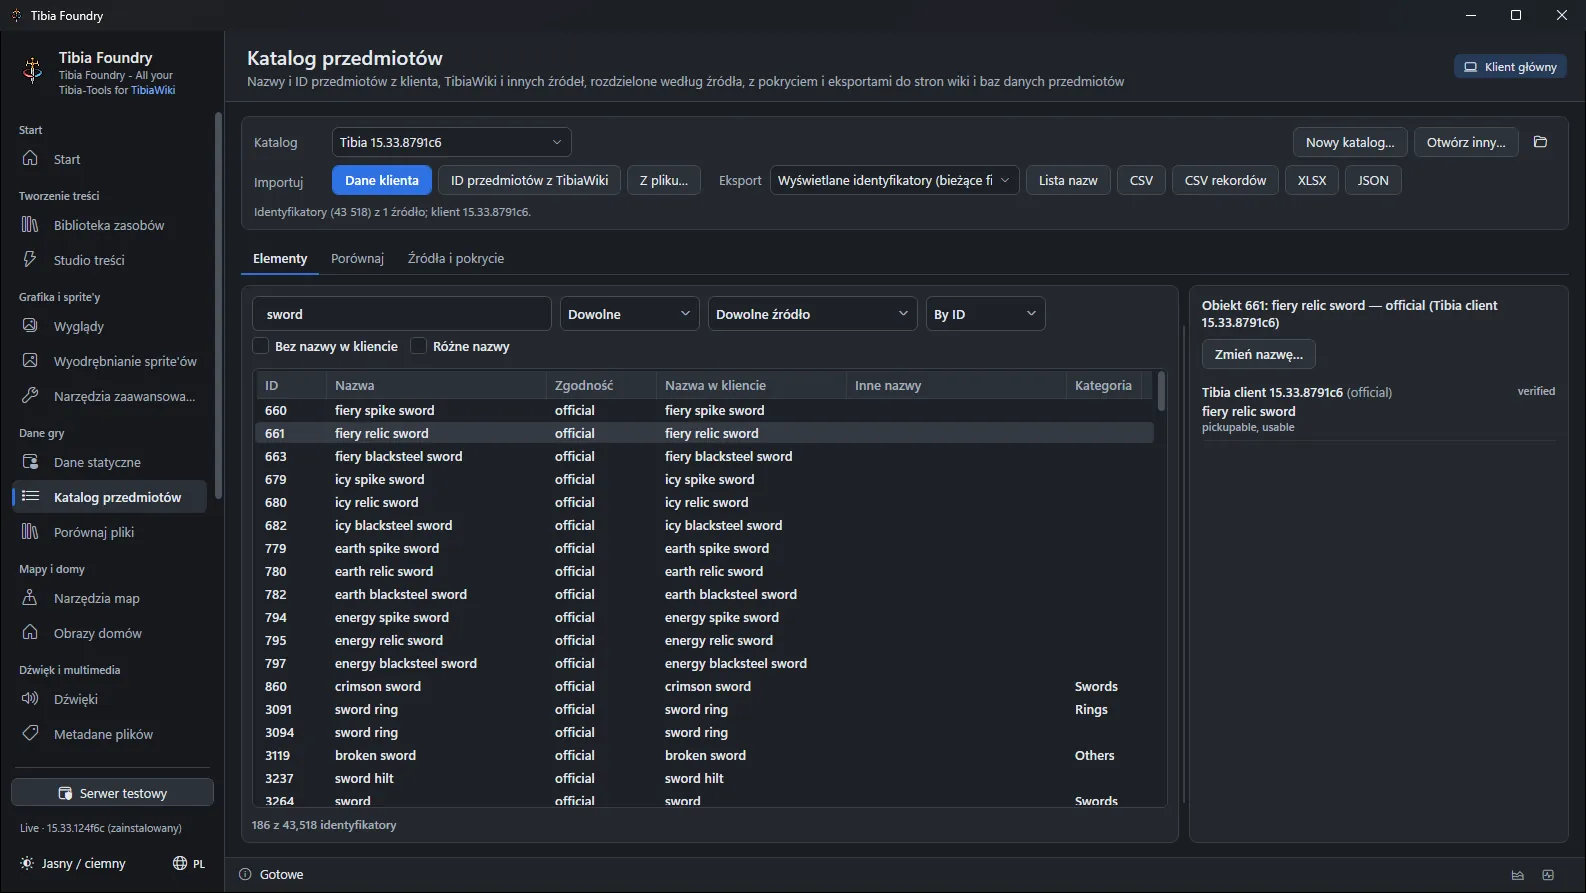 Tibia Foundry
Tibia Foundry
Tibia Foundry - All your
Tibia-Tools for TibiaWiki
Start
Start
Tworzenie treści
Biblioteka zasobów
Studio treści
Grafika i sprite'y
Wyglądy
Wyodrębnianie sprite'ów
Narzędzia zaawansowa...
Dane gry
Dane statyczne
Katalog przedmiotów
Porównaj pliki
Mapy i domy
Narzędzia map
Obrazy domów
Dźwięk i multimedia
Dźwięki
Metadane plików
Serwer testowy
Live · 15.33.124f6c (zainstalowany)
Jasny / ciemny PL
Katalog przedmiotów
Nazwy i ID przedmiotów z klienta, TibiaWiki i innych źródeł, rozdzielone według źródła, z pokryciem i eksportami do stron wiki i baz danych przedmiotów
Klient główny
Katalog Tibia 15.33.8791c6 Nowy katalog... Otwórz inny...
Importuj Dane klienta ID przedmiotów z TibiaWiki Z pliku... Eksport Wyświetlane identyfikatory (bieżące fi Lista nazw CSV CSV rekordów XLSX JSON
Identyfikatory (43 518) z 1 źródło; klient 15.33.8791c6.
Elementy Porównaj Źródła i pokrycie
sword Dowolne Dowolne źródło By ID
Bez nazwy w kliencie Różne nazwy
ID Nazwa Zgodność Nazwa w kliencie Inne nazwy Kategoria
660 fiery spike sword official fiery spike sword
661 fiery relic sword official fiery relic sword
663 fiery blacksteel sword official fiery blacksteel sword
679 icy spike sword official icy spike sword
680 icy relic sword official icy relic sword
682 icy blacksteel sword official icy blacksteel sword
779 earth spike sword official earth spike sword
780 earth relic sword official earth relic sword
782 earth blacksteel sword official earth blacksteel sword
794 energy spike sword official energy spike sword
795 energy relic sword official energy relic sword
797 energy blacksteel sword official energy blacksteel sword
860 crimson sword official crimson sword Swords
3091 sword ring official sword ring Rings
3094 sword ring official sword ring
3119 broken sword official broken sword Others
3237 sword hilt official sword hilt
3264 sword official sword Swords
186 z 43,518 identyfikatory
Obiekt 661: fiery relic sword — official (Tibia client
15.33.8791c6)
Zmień nazwę...
Tibia client 15.33.8791c6 (official) verified
fiery relic sword
pickupable, usable
Gotowe